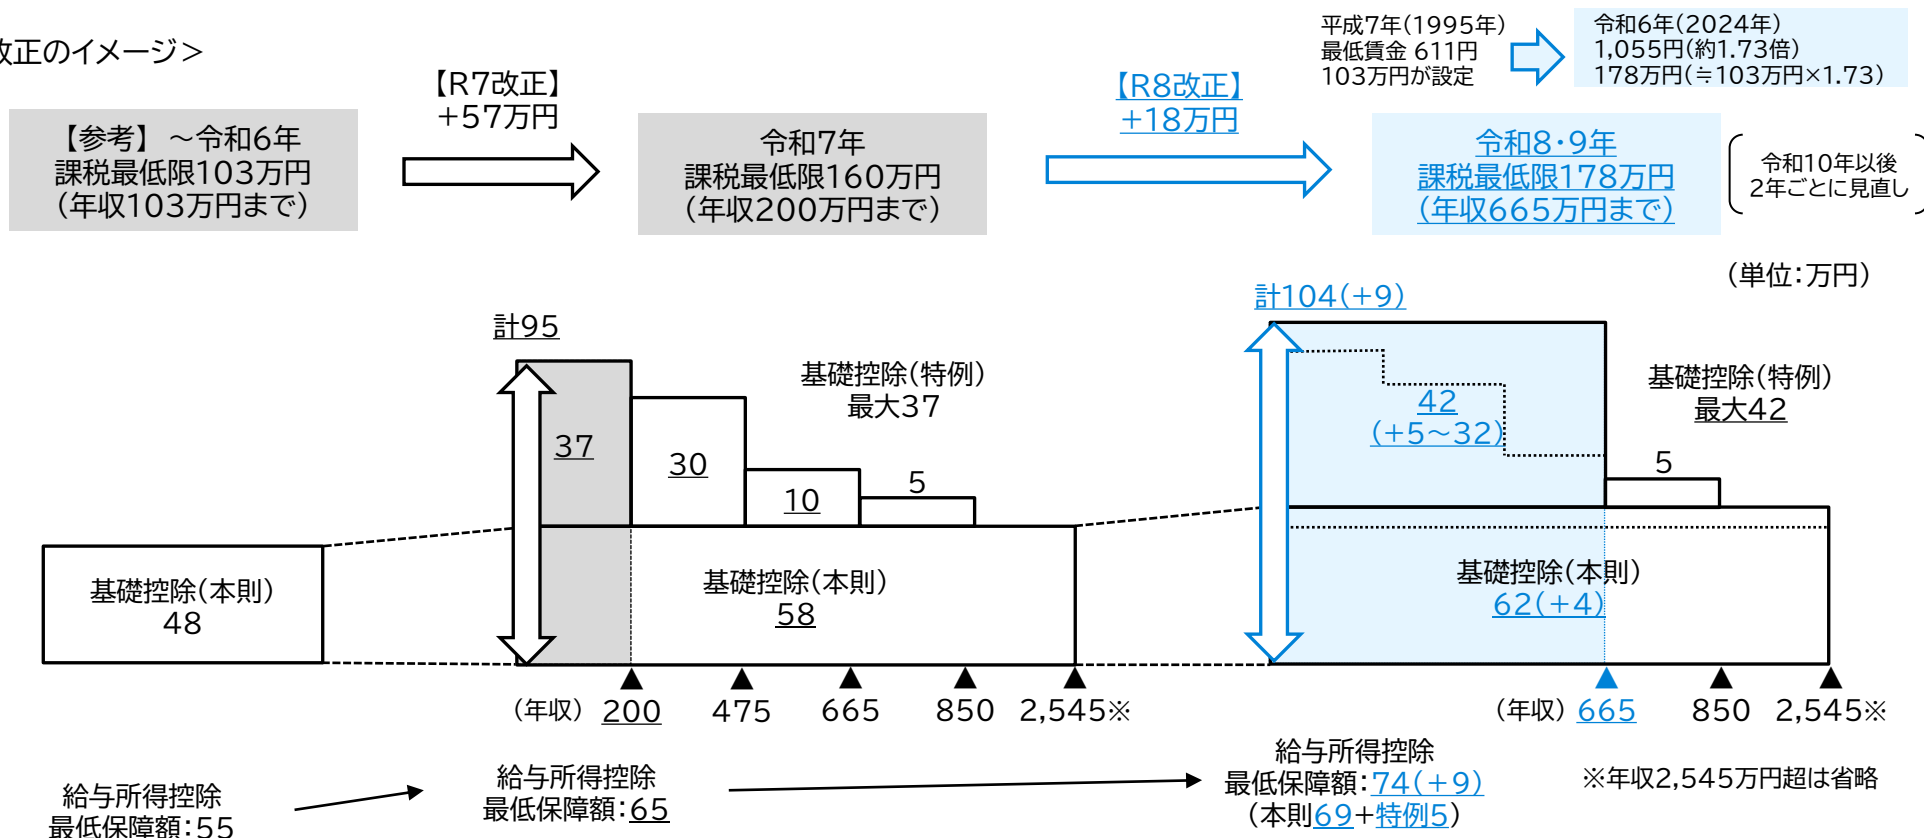 改正のイメージ>
【R7改正】
+57万円
【R8改正】
+18万円
平成7年(1995年)
最低賃金 611円
103万円が設定
令和6年(2024年)
1,055円(約1.73倍)
178万円(≒103万円×1.73)
【参考】 ～令和6年
課税最低限103万円
(年収103万円まで)
令和7年
課税最低限160万円
(年収200万円まで)
令和8・9年
課税最低限178万円
(年収665万円まで)
令和10年以後
2年ごとに見直し
(単位：万円)
計95
計104(+9)
基礎控除(特例)
最大37
基礎控除(特例)
最大42
37
30
10
5
42
(+5～32)
5
基礎控除(本則)
48
基礎控除(本則)
58
基礎控除(本則)
62(+4)
(年収) 200 475 665 850 2,545※
(年収) 665 850 2,545※
給与所得控除
最低保障額：55
給与所得控除
最低保障額：65
給与所得控除
最低保障額：74(+9)
(本則69+特例5)
※年収2,545万円超は省略